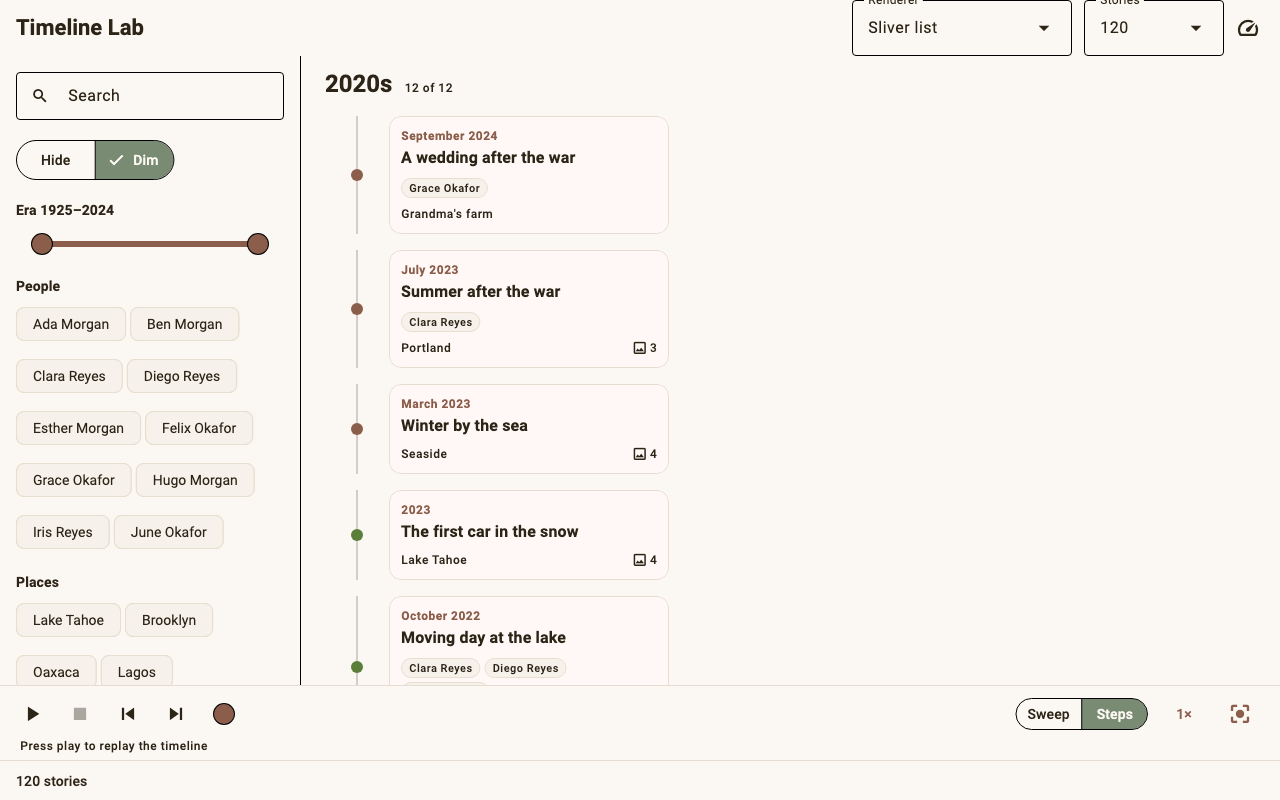 Timeline Lab
Renderer
Sliver list
Stories
120
Search
Hide
Dim
Era 1925–2024
People
Ada Morgan
Ben Morgan
Clara Reyes
Diego Reyes
Esther Morgan
Felix Okafor
Grace Okafor
Hugo Morgan
Iris Reyes
June Okafor
Places
Lake Tahoe
Brooklyn
Oaxaca
Lagos
2020s 12 of 12
September 2024
A wedding after the war
Grace Okafor
Grandma's farm
July 2023
Summer after the war
Clara Reyes
Portland 3
March 2023
Winter by the sea
Seaside 4
2023
The first car in the snow
Lake Tahoe 4
October 2022
Moving day at the lake
Clara Reyes Diego Reyes
Sweep Steps 1×
Press play to replay the timeline
120 stories